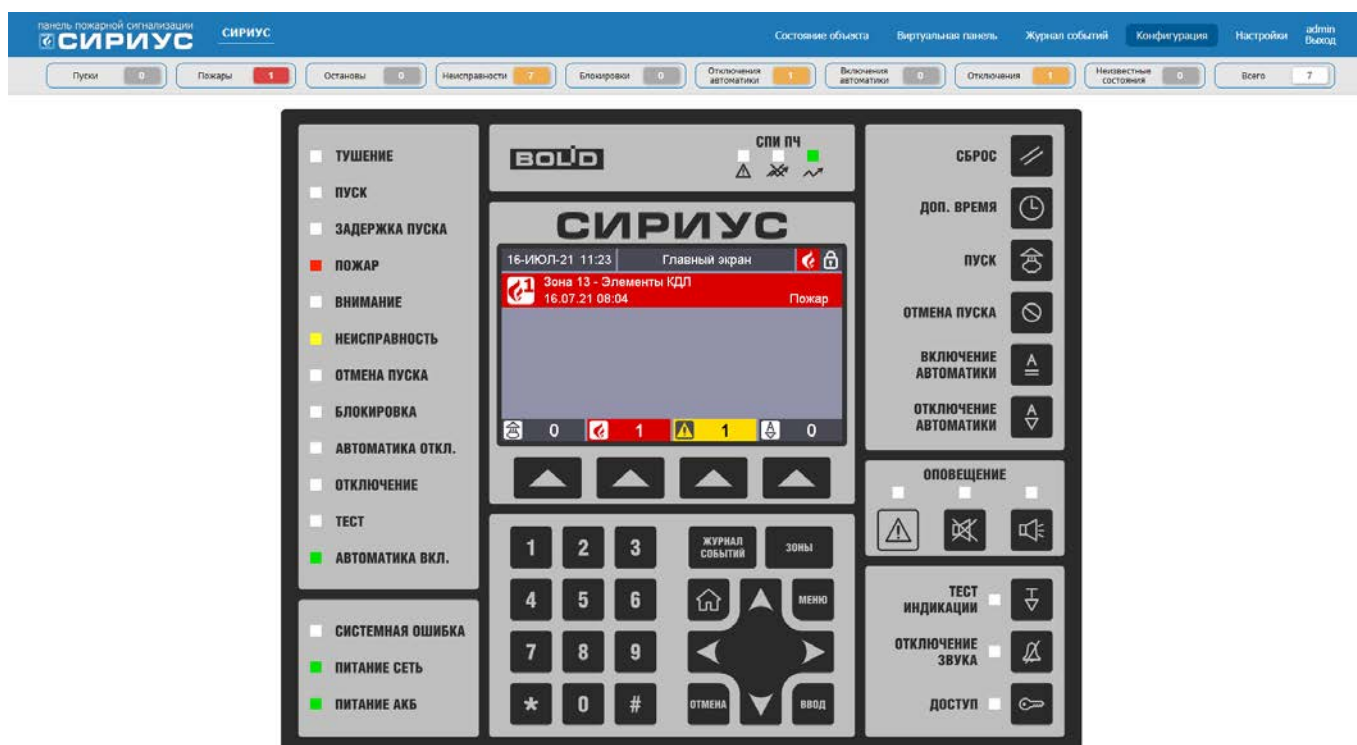 панель пожарной сигнализации
СИРИУС
СИРИУС
Состояние объекта
Виртуальная панель
Журнал событий
Конфигурация
Настройки
admin
Выход
Пуски 0
Пожары 1
Остановы 0
Неисправности 7
Блокировки 0
Отключения автоматики 1
Включения автоматики 0
Отключения 1
Неизвестные состояния 0
Всего 7
ТУШЕНИЕ
ПУСК
ЗАДЕРЖКА ПУСКА
ПОЖАР
ВНИМАНИЕ
НЕИСПРАВНОСТЬ
ОТМЕНА ПУСКА
БЛОКИРОВКА
АВТОМАТИКА ОТКЛ.
ОТКЛЮЧЕНИЕ
ТЕСТ
АВТОМАТИКА ВКЛ.
СИСТЕМНАЯ ОШИБКА
ПИТАНИЕ СЕТЬ
ПИТАНИЕ АКБ
BOLID
СПИ ПЧ
СИРИУС
16-ИЮЛ-21 11:23
Главный экран
1
Зона 13 - Элементы КДЛ
16.07.21 08:04
Пожар
0
1
1
0
1 2 3
ЖУРНАЛ
СОБЫТИЙ
ЗОНЫ
4 5 6
МЕНЮ
7 8 9
* 0 #
ОТМЕНА
ВВОД
СБРОС
ДОП. ВРЕМЯ
ПУСК
ОТМЕНА ПУСКА
ВКЛЮЧЕНИЕ
АВТОМАТИКИ
A
ОТКЛЮЧЕНИЕ
АВТОМАТИКИ
A
ОПОВЕЩЕНИЕ
ТЕСТ
ИНДИКАЦИИ
ОТКЛЮЧЕНИЕ
ЗВУКА
ДОСТУП